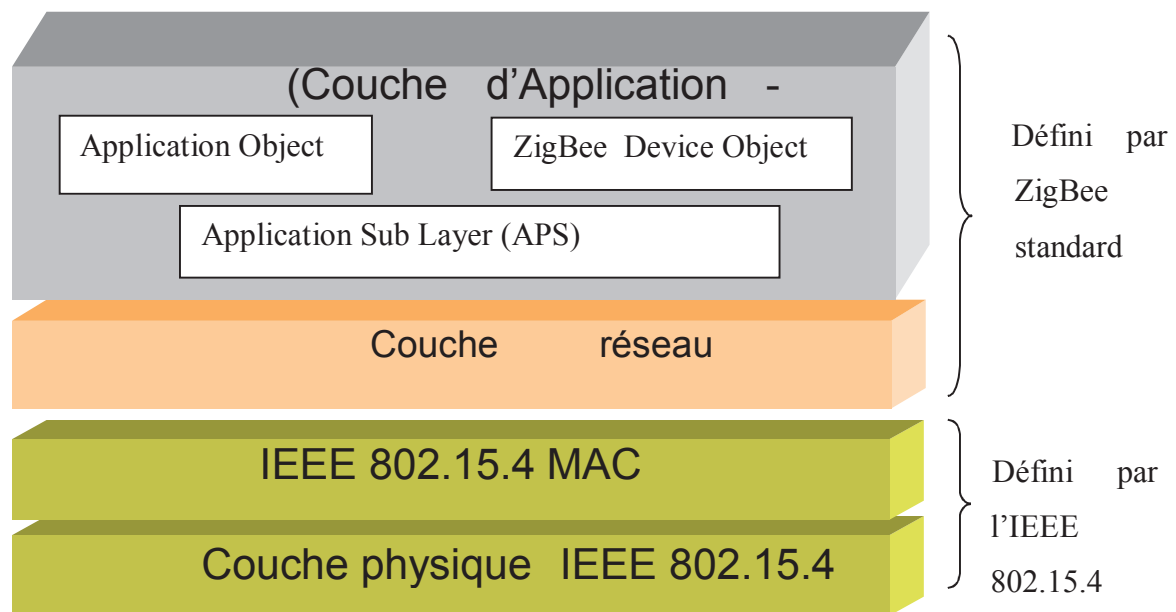 (Couche d’Application -
Application Object
ZigBee Device Object
Application Sub Layer (APS)
Couche réseau
IEEE 802.15.4 MAC
Couche physique IEEE 802.15.4
Défini par
ZigBee
standard
Défini par
l’IEEE
802.15.4